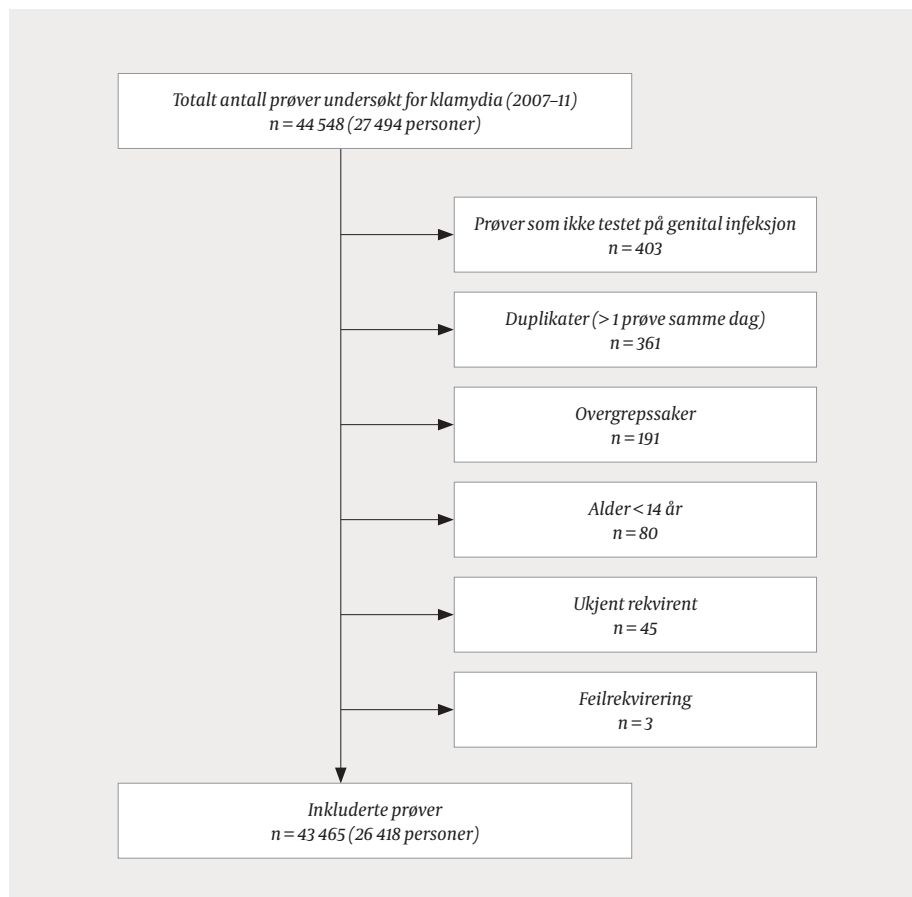 Totalt antall prøver undersøkt for klamydia (2007–11)
n = 44 548 (27 494 personer)
Prøver som ikke testet på genital infeksjon
n = 403
Duplikater (> 1 prøve samme dag)
n = 361
Overgrepssaker
n = 191
Alder < 14 år
n = 80
Ukjent rekvirent
n = 45
Feilrekvirering
n = 3
Inkluderte prøver
n = 43 465 (26 418 personer)